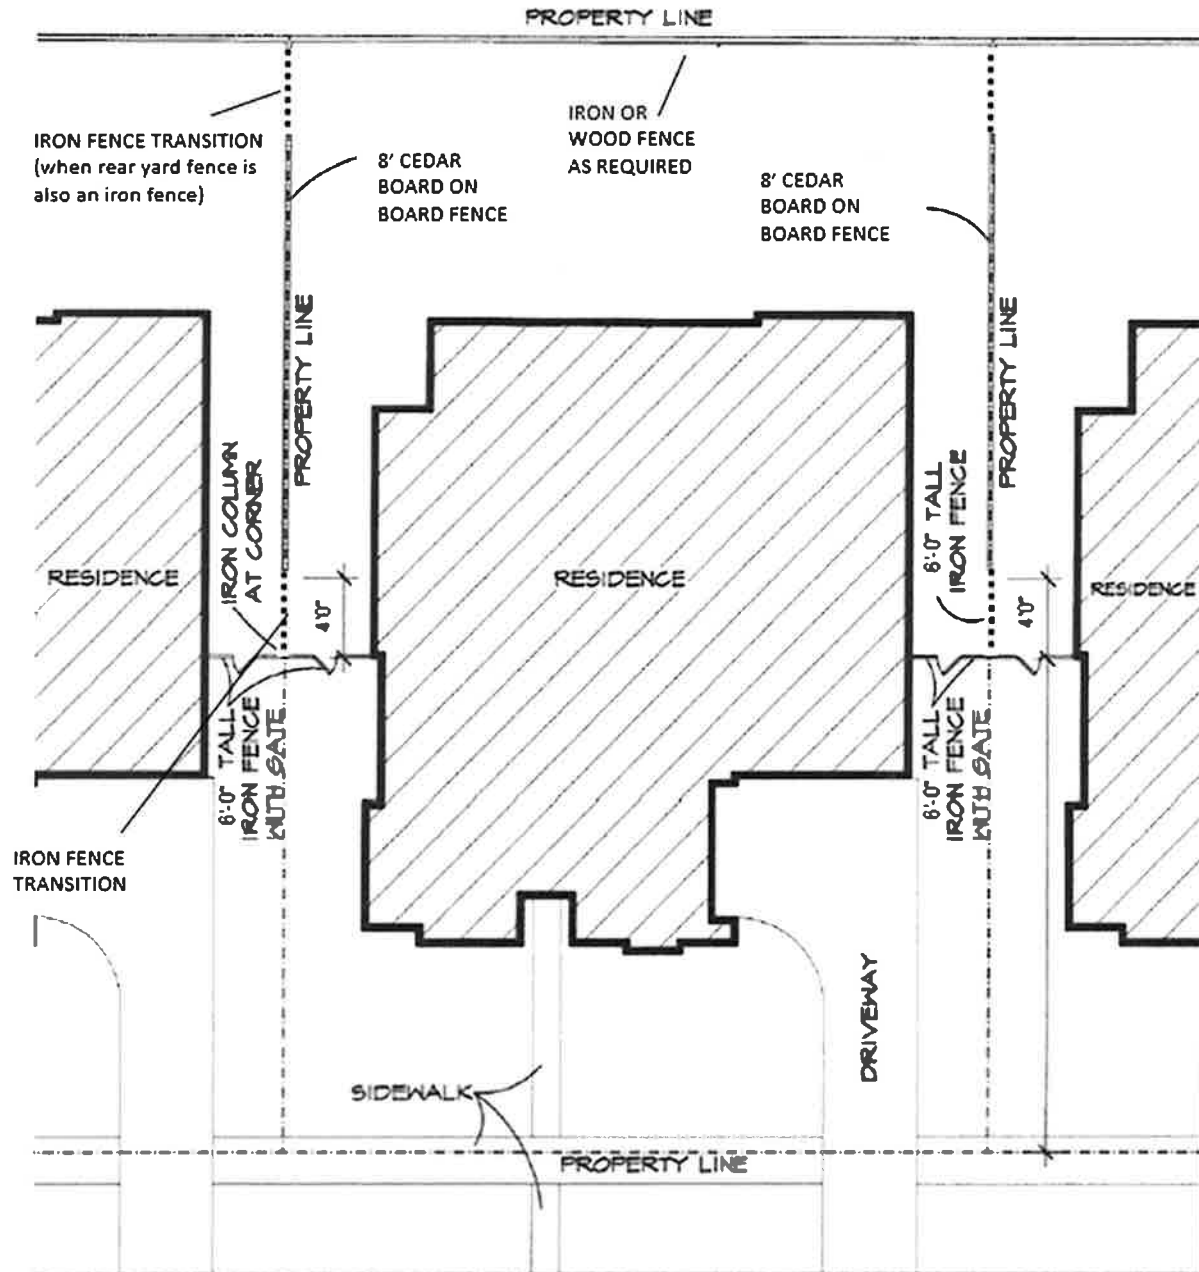 PROPERTY LINE
IRON FENCE TRANSITION
(when rear yard fence is
also an iron fence)
8' CEDAR
BOARD ON
BOARD FENCE
IRON OR
WOOD FENCE
AS REQUIRED
8' CEDAR
BOARD ON
BOARD FENCE
PROPERTY LINE
PROPERTY LINE
IRON COLUMN
AT CORNER
6'-0" TALL
IRON FENCE
RESIDENCE
RESIDENCE
RESIDENCE
4'0"
4'0"
6'-0" TALL
IRON FENCE
WITH GATE
6'-0" TALL
IRON FENCE
WITH GATE
IRON FENCE
TRANSITION
DRIVEWAY
SIDEWALK
PROPERTY LINE